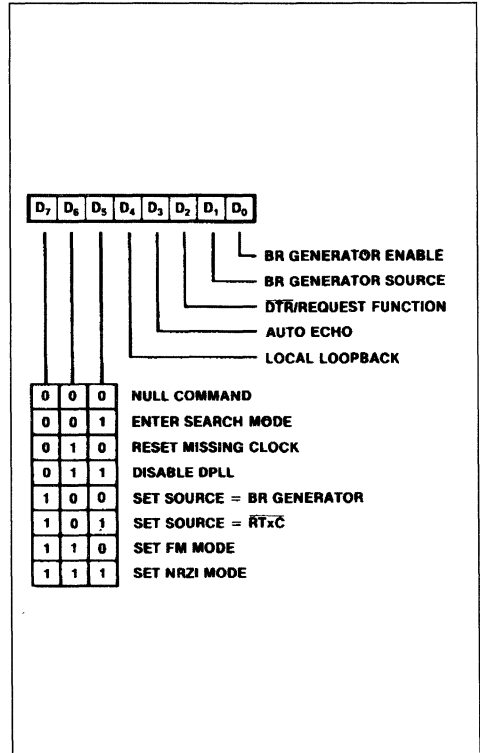 D₇ D₆ D₅ D₄ D₃ D₂ D₁ D₀
BR GENERATOR ENABLE
BR GENERATOR SOURCE
D̅T̅R̅/REQUEST FUNCTION
AUTO ECHO
LOCAL LOOPBACK
0 0 0 NULL COMMAND
0 0 1 ENTER SEARCH MODE
0 1 0 RESET MISSING CLOCK
0 1 1 DISABLE DPLL
1 0 0 SET SOURCE = BR GENERATOR
1 0 1 SET SOURCE = R̅T̅x̅C̅
1 1 0 SET FM MODE
1 1 1 SET NRZI MODE